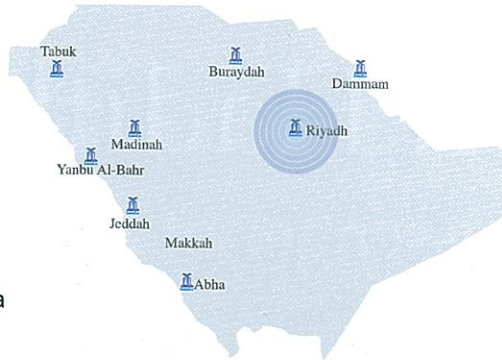 Tabuk
Buraydah
Dammam
Riyadh
Madinah
Yanbu Al-Bahr
Jeddah
Makkah
Abha
a